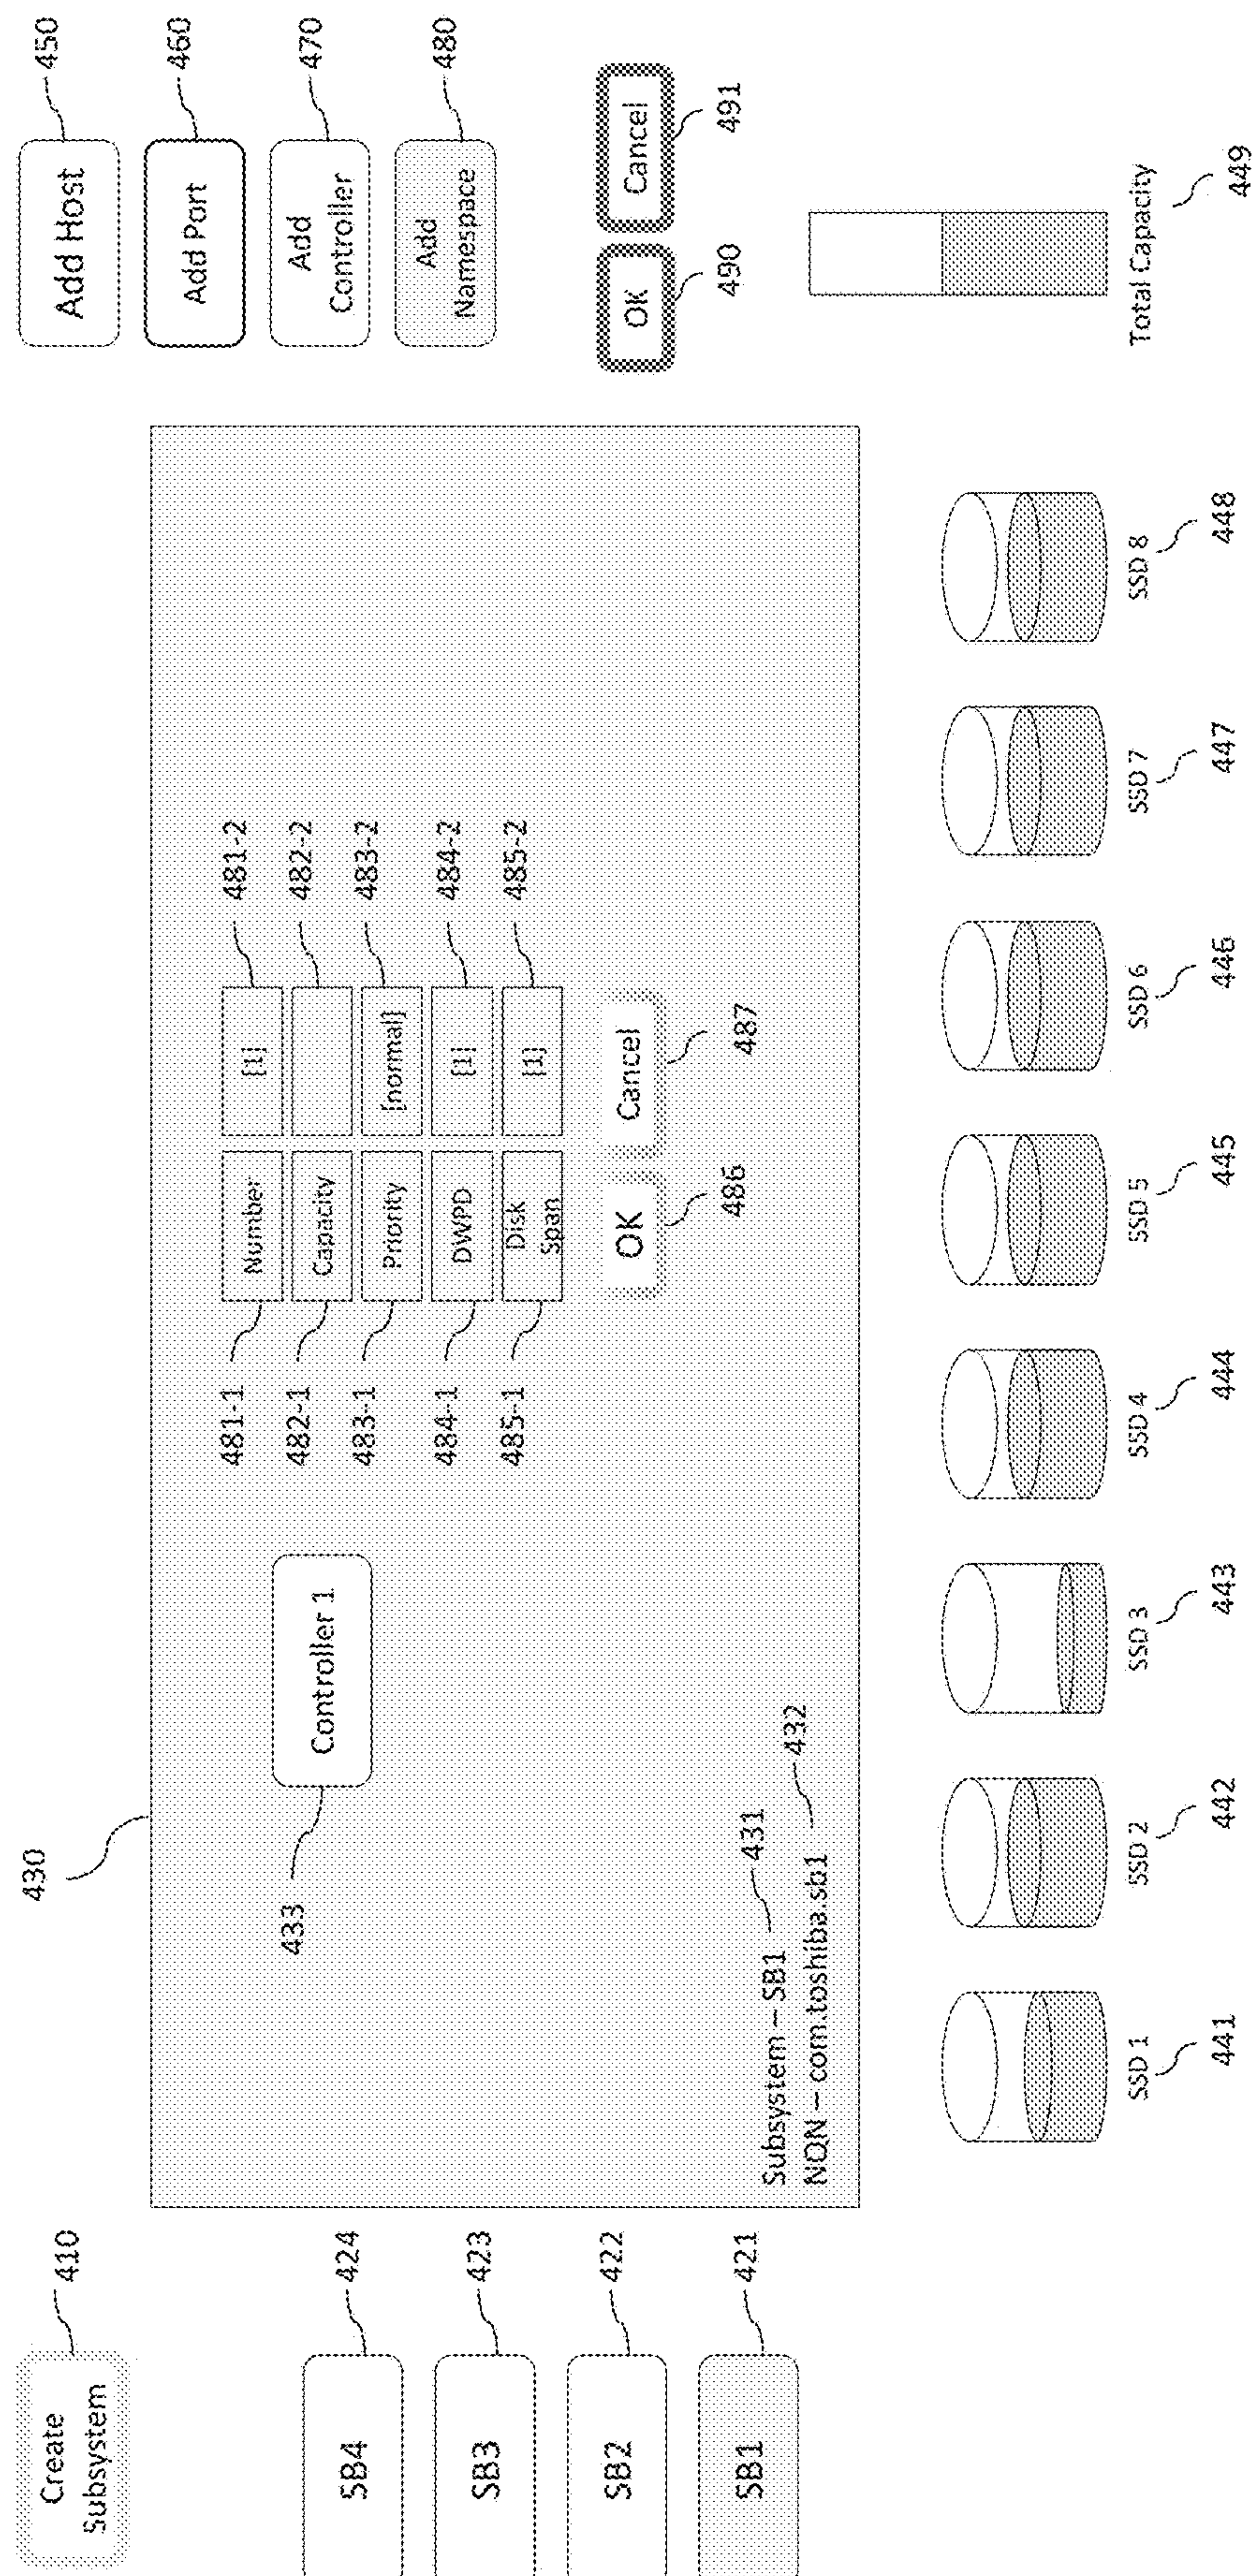 Create
Subsystem
410
430
Add Host
450
Add Port
460
Add
Controller
470
Add
Namespace
480
SB4
424
SB3
423
SB2
422
SB1
421
433
Controller 1
481-1
Number
[1]
481-2
482-1
Capacity
482-2
483-1
Priority
[normal]
483-2
484-1
DWPD
[1]
484-2
485-1
Disk
Span
[1]
485-2
OK
486
Cancel
487
Subsystem – SB1
431
NQN – com.toshiba.sb1
432
OK
490
Cancel
491
SSD 1
441
SSD 2
442
SSD 3
443
SSD 4
444
SSD 5
445
SSD 6
446
SSD 7
447
SSD 8
448
Total Capacity
449